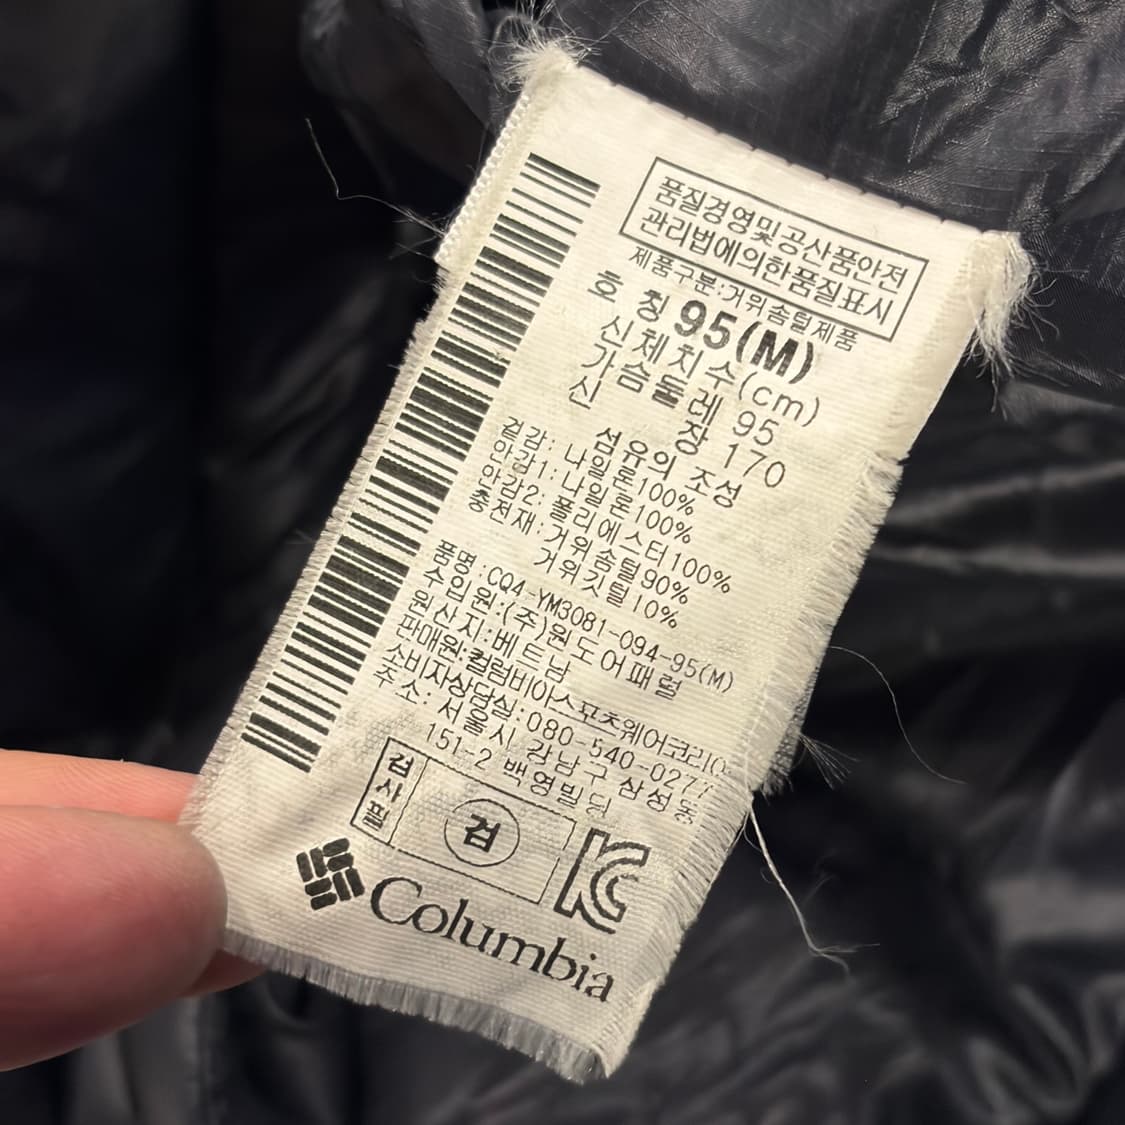 품질경영및공산품안전
관리법에의한품질표시
제품구분:거위솜털제품
호 칭 95(M)
신체치수(cm)
가슴둘레 95
신 장 170
섬유의 조성
겉감: 나일론100%
안감1: 나일론100%
안감2: 폴리에스터100%
충전재: 거위솜털90%
거위깃털10%
품명:CQ4-YM3081-094-95(M)
수입원:(주)원도어패럴
원산지:베트남
판매원:컬럼비아스포츠웨어코리아
소비자상담실:080-540-0277
주소: 서울시 강남구 삼성동
151-2 백영빌딩
검사필
검
KC
Columbia